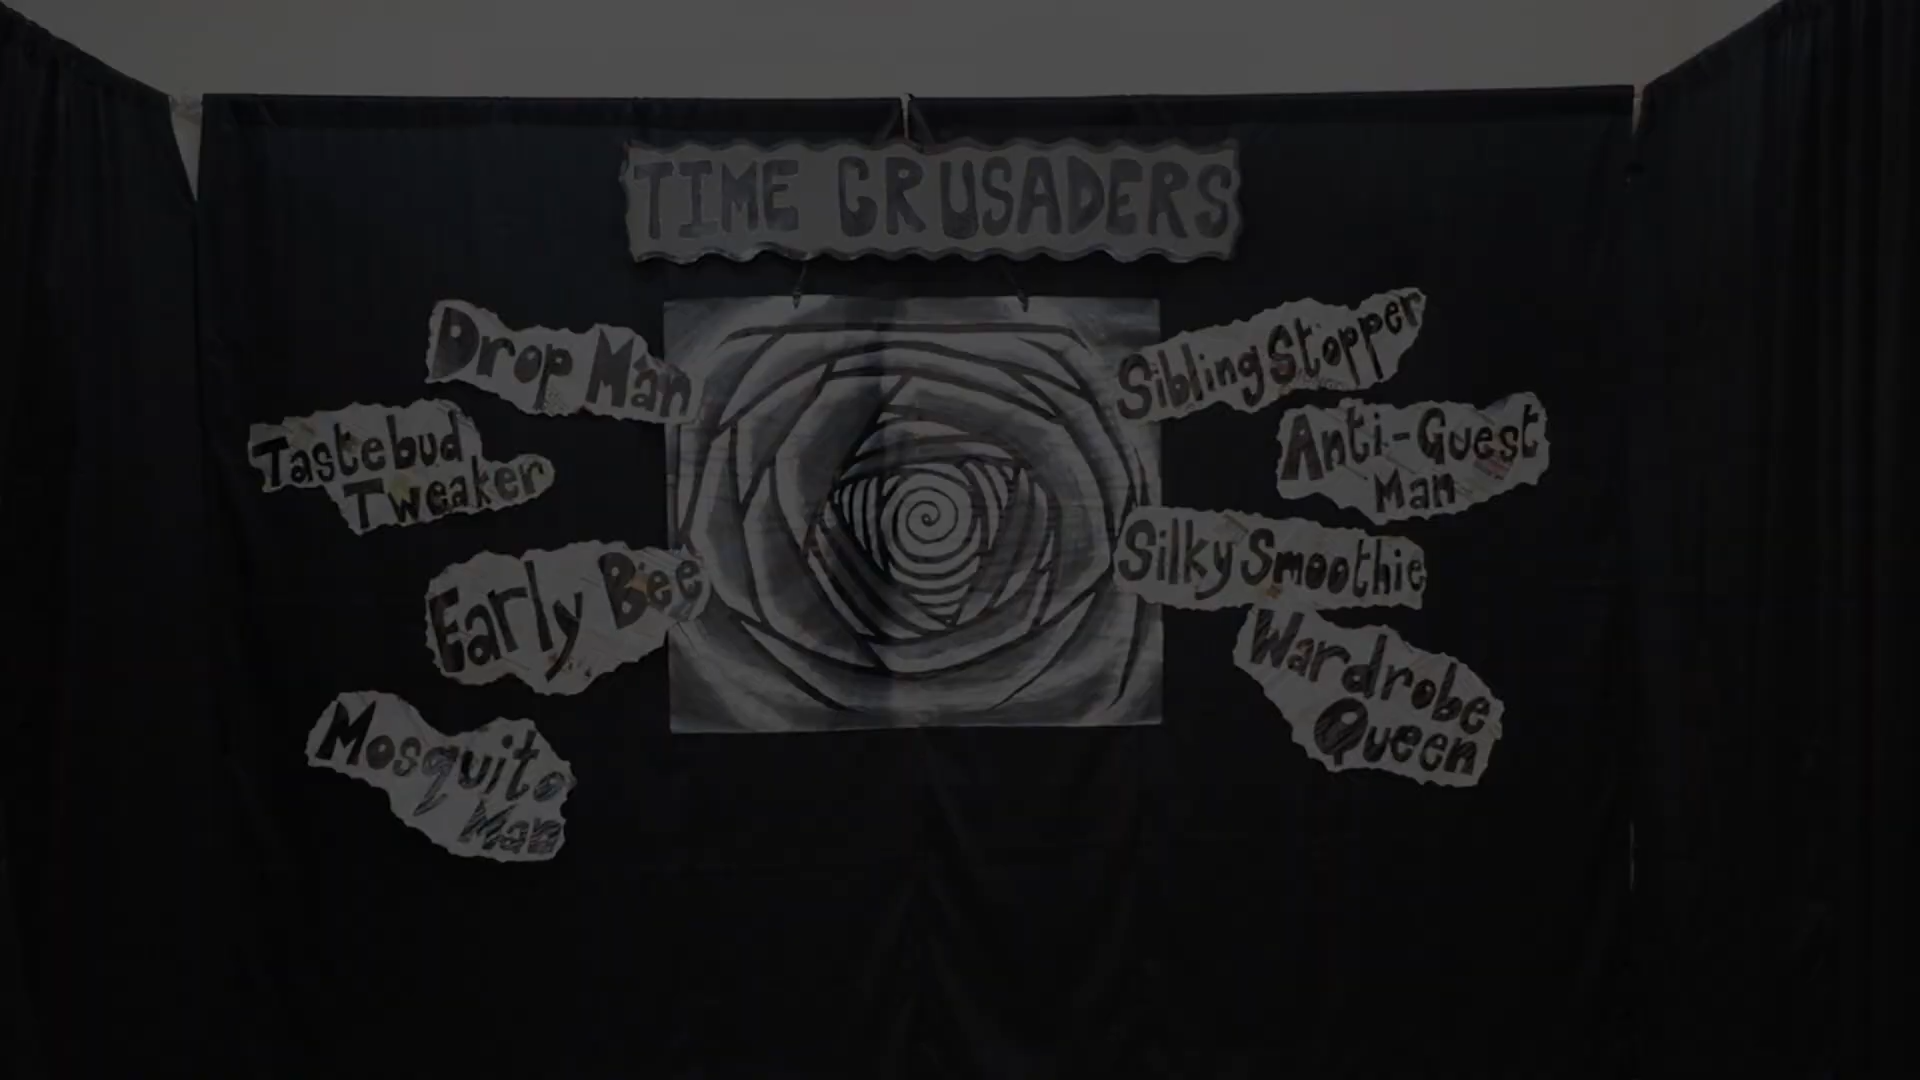 TIME CRUSADERS
Drop Man
Sibling Stopper
Tastebud
Tweaker
Anti-Guest
Man
Early Bee
Silky Smoothie
Wardrobe
Queen
Mosquito
Man